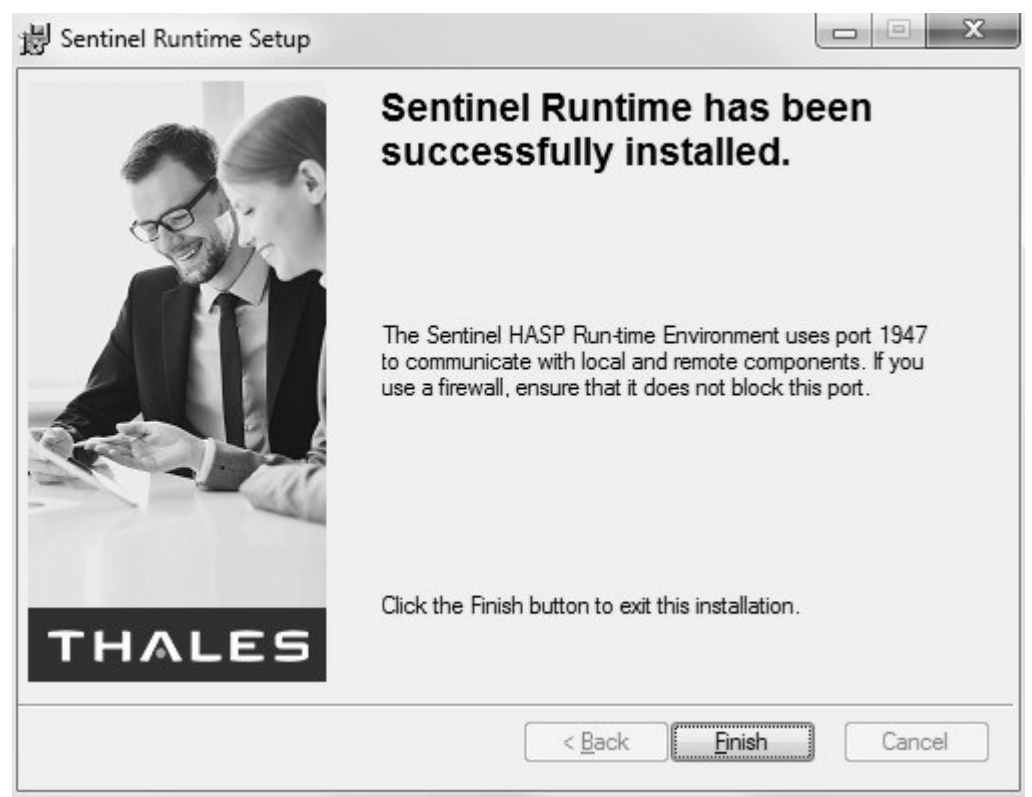 Sentinel Runtime Setup
Sentinel Runtime has been
successfully installed.
The Sentinel HASP Run-time Environment uses port 1947
to communicate with local and remote components. If you
use a firewall, ensure that it does not block this port.
Click the Finish button to exit this installation.
THALES
< Back
Finish
Cancel